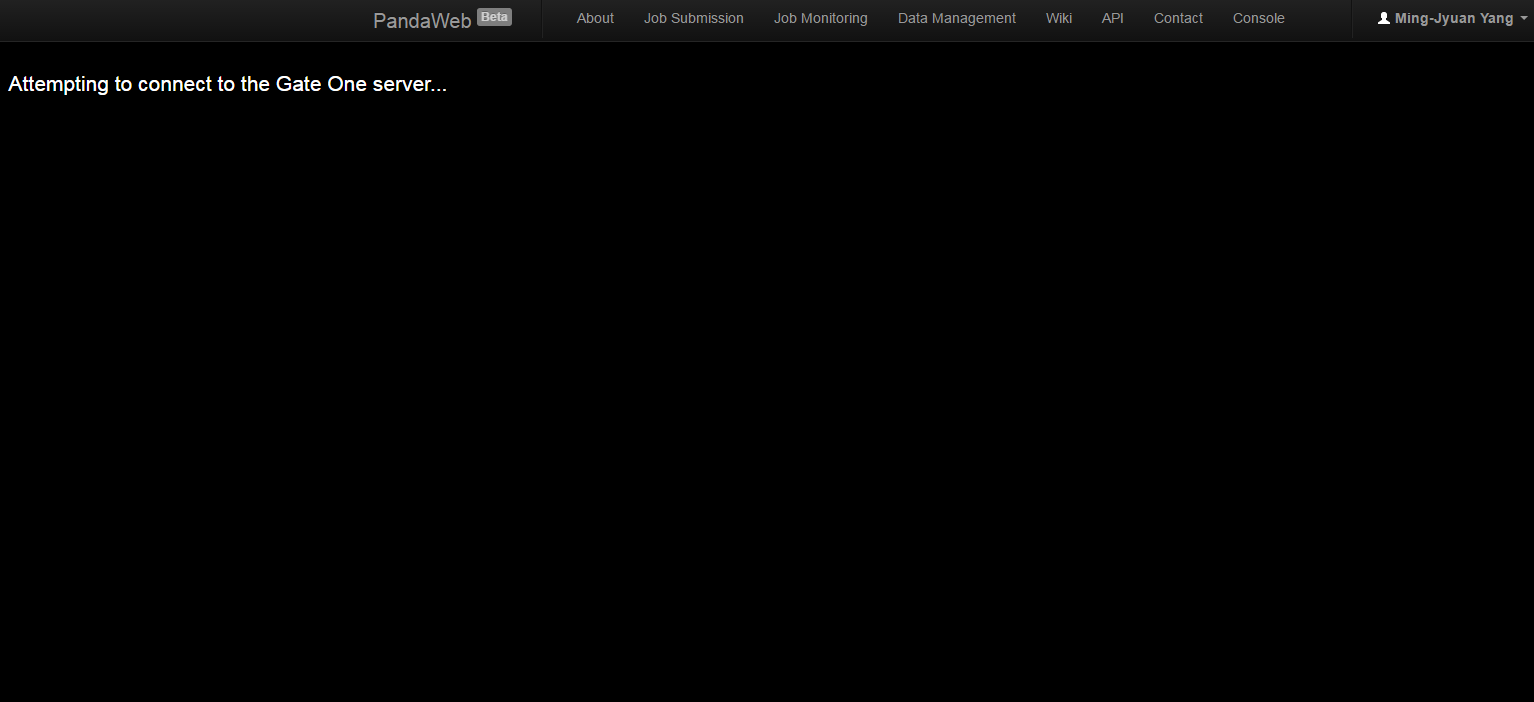 PandaWeb Beta About Job Submission Job Monitoring Data Management Wiki API Contact Console Ming-Jyuan Yang
Attempting to connect to the Gate One server...